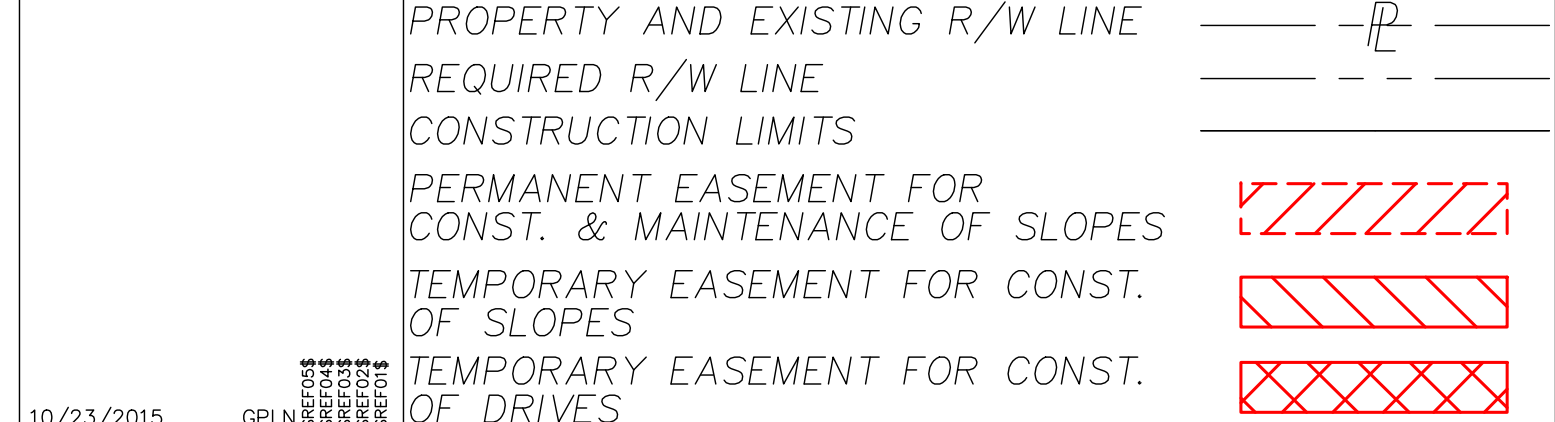 PROPERTY AND EXISTING R/W LINE
PL
REQUIRED R/W LINE
CONSTRUCTION LIMITS
PERMANENT EASEMENT FOR
CONST. & MAINTENANCE OF SLOPES
TEMPORARY EASEMENT FOR CONST.
OF SLOPES
TEMPORARY EASEMENT FOR CONST.
OF DRIVES
10/23/2015
GPLN
$REF05$
$REF04$
$REF03$
$REF02$
$REF01$